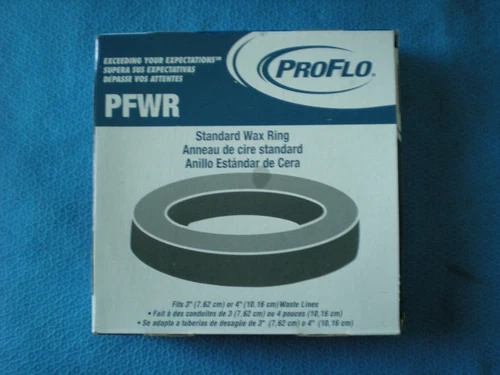 EXCEEDING YOUR EXPECTATIONS™
SUPERA SUS EXPECTATIVAS
DÉPASSE VOS ATTENTES
PROFLO®
PFWR
Standard Wax Ring
Anneau de cire standard
Anillo Estándar de Cera
Fits 3" (7,62 cm) or 4" (10,16 cm) Waste Lines
• Fait à des conduites de 3 (7,62 cm) ou 4 pouces (10,16 cm)
• Se adapta a tuberías de desagüe de 3" (7,62 cm) o 4" (10,16 cm)